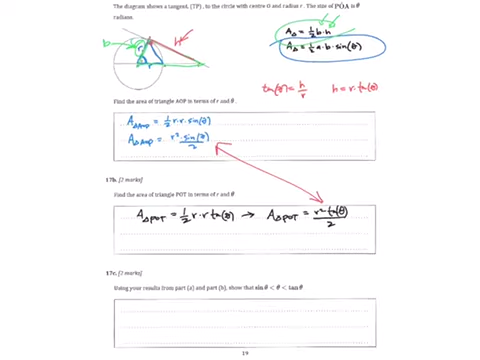 The diagram shows a tangent, (TP), to the circle with centre O and radius r. The size of PÔA is θ
radians.
b
h
r
r
A△ = ½ b·h
A△ = ½ a·b·sin(θ)
tan(θ) = h/r    h = r·tan(θ)
Find the area of triangle AOP in terms of r and θ.
A△AOP = ½ r·r·sin(θ)
A△AOP = r²·sin(θ)/2
17b. [2 marks]
Find the area of triangle POT in terms of r and θ.
A△POT = ½ r·r tan(θ) → A△POT = r² tan(θ)/2
17c. [2 marks]
Using your results from part (a) and part (b), show that sin θ < θ < tan θ
19